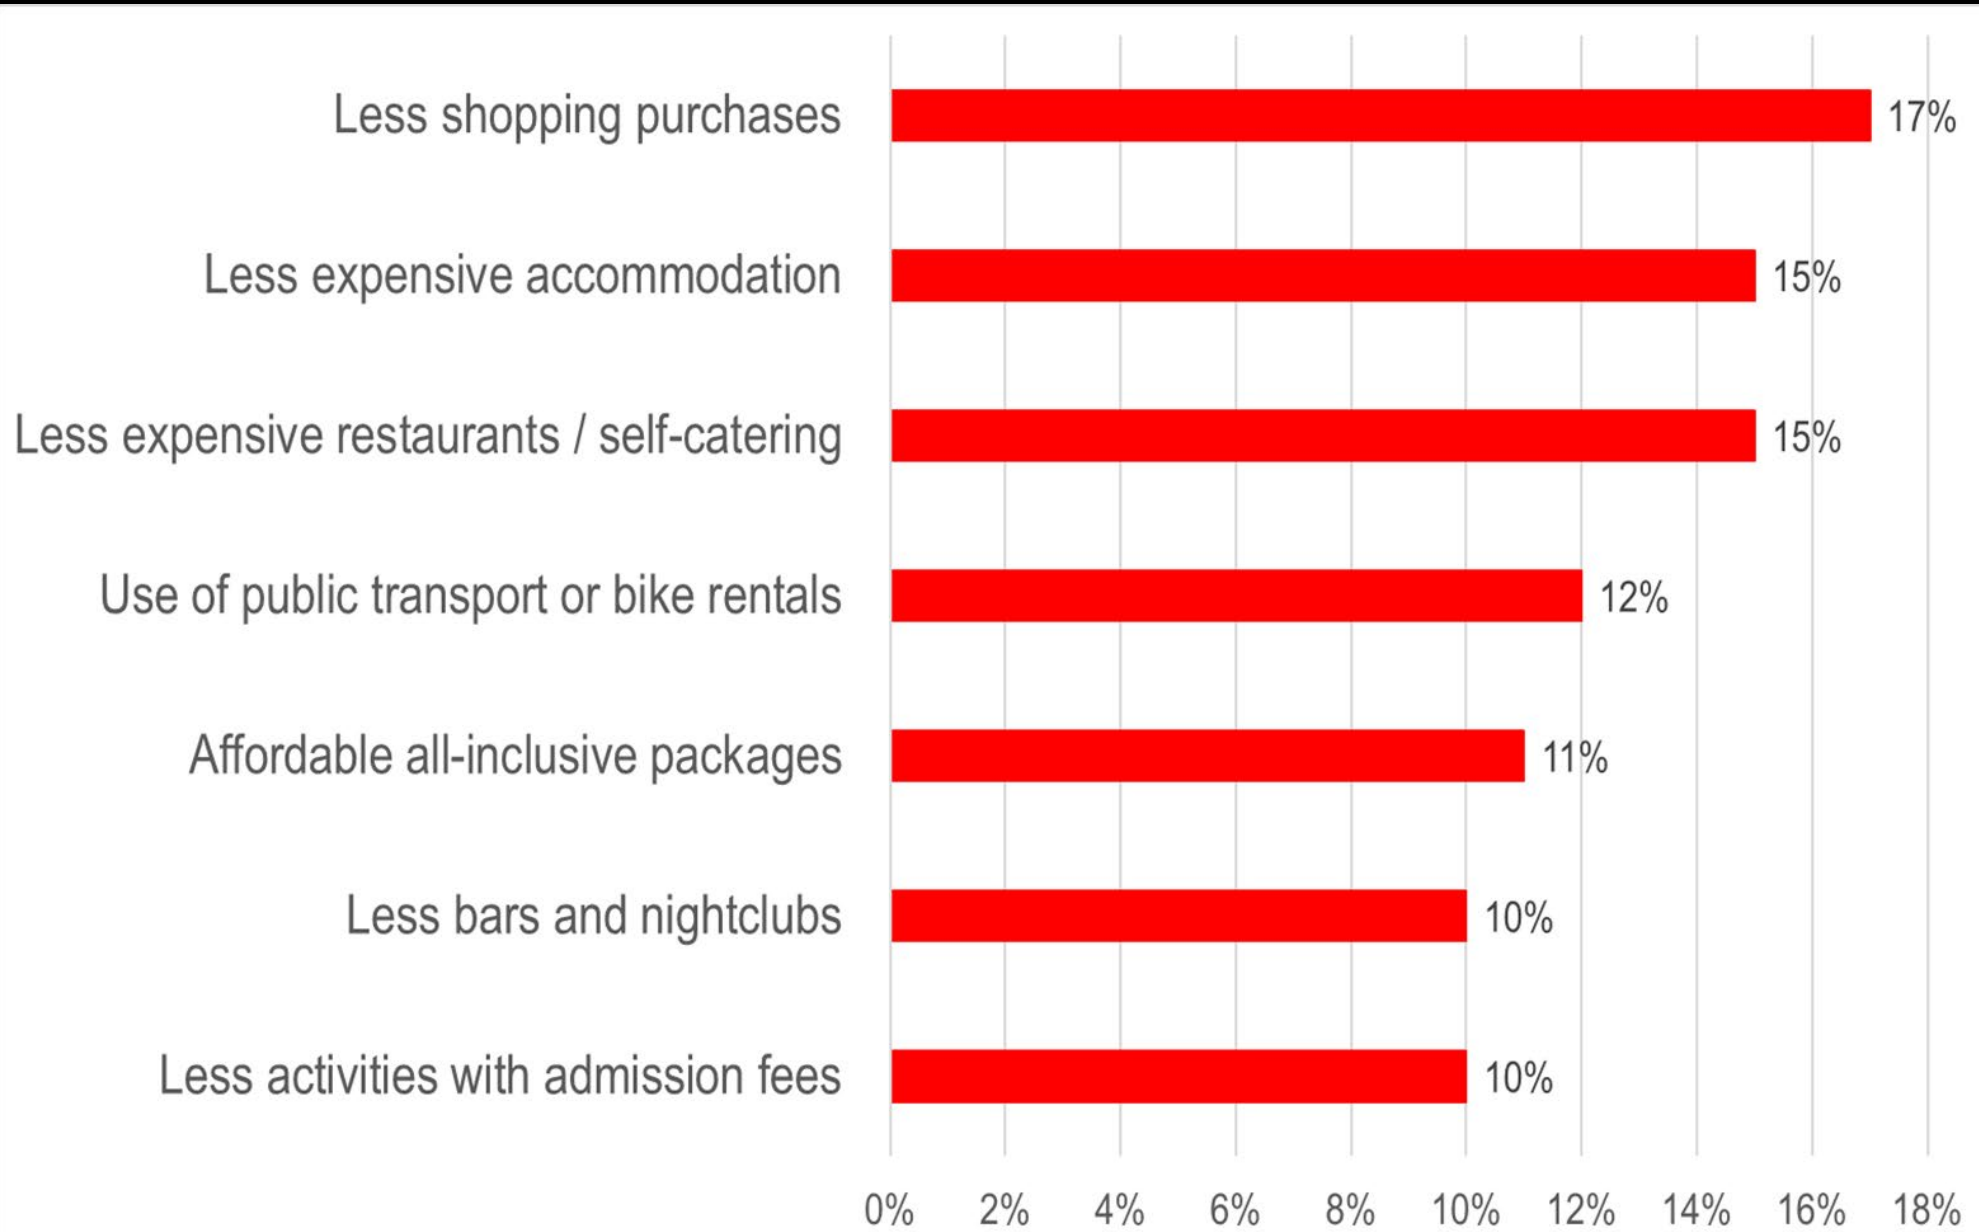 Less shopping purchases 17%
Less expensive accommodation 15%
Less expensive restaurants / self-catering 15%
Use of public transport or bike rentals 12%
Affordable all-inclusive packages 11%
Less bars and nightclubs 10%
Less activities with admission fees 10%
0% 2% 4% 6% 8% 10% 12% 14% 16% 18%